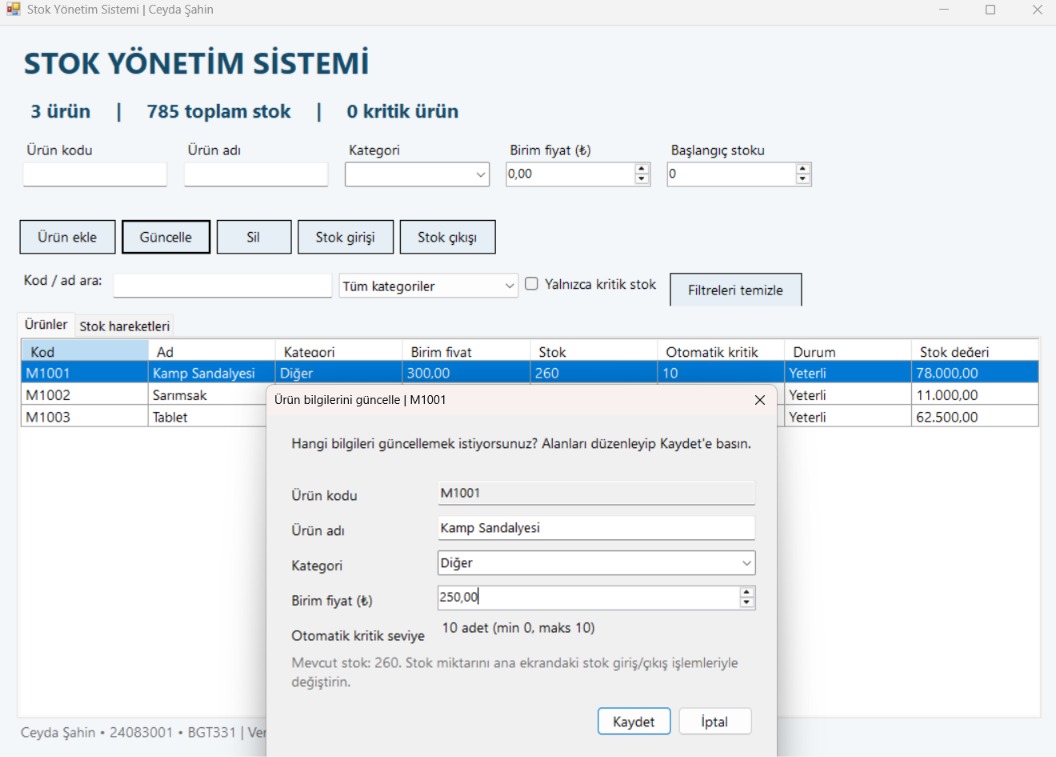 Stok Yönetim Sistemi | Ceyda Şahin
STOK YÖNETİM SİSTEMİ
3 ürün | 785 toplam stok | 0 kritik ürün
Ürün kodu Ürün adı Kategori Birim fiyat (₺) Başlangıç stoku
0,00 0
Ürün ekle Güncelle Sil Stok girişi Stok çıkışı
Kod / ad ara: Tüm kategoriler Yalnızca kritik stok Filtreleri temizle
Ürünler Stok hareketleri
Kod Ad Kategori Birim fiyat Stok Otomatik kritik Durum Stok değeri
M1001 Kamp Sandalyesi Diğer 300,00 260 10 Yeterli 78.000,00
M1002 Sarımsak Yeterli 11.000,00
M1003 Tablet Yeterli 62.500,00
Ürün bilgilerini güncelle | M1001
Hangi bilgileri güncellemek istiyorsunuz? Alanları düzenleyip Kaydet'e basın.
Ürün kodu M1001
Ürün adı Kamp Sandalyesi
Kategori Diğer
Birim fiyat (₺) 250,00
Otomatik kritik seviye 10 adet (min 0, maks 10)
Mevcut stok: 260. Stok miktarını ana ekrandaki stok giriş/çıkış işlemleriyle
değiştirin.
Kaydet İptal
Ceyda Şahin • 24083001 • BGT331 |